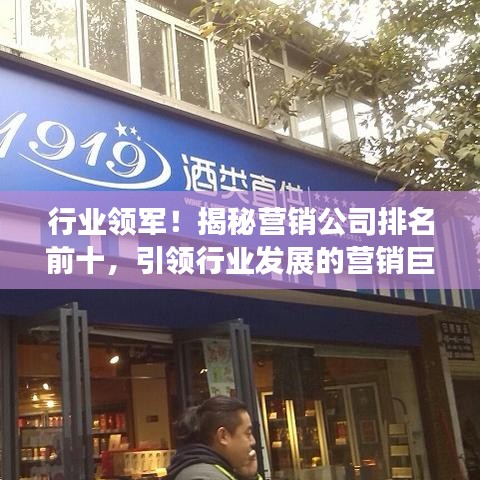 1919
酒类直供
行业领军！揭秘营销公司排名
前十，引领行业发展的营销巨